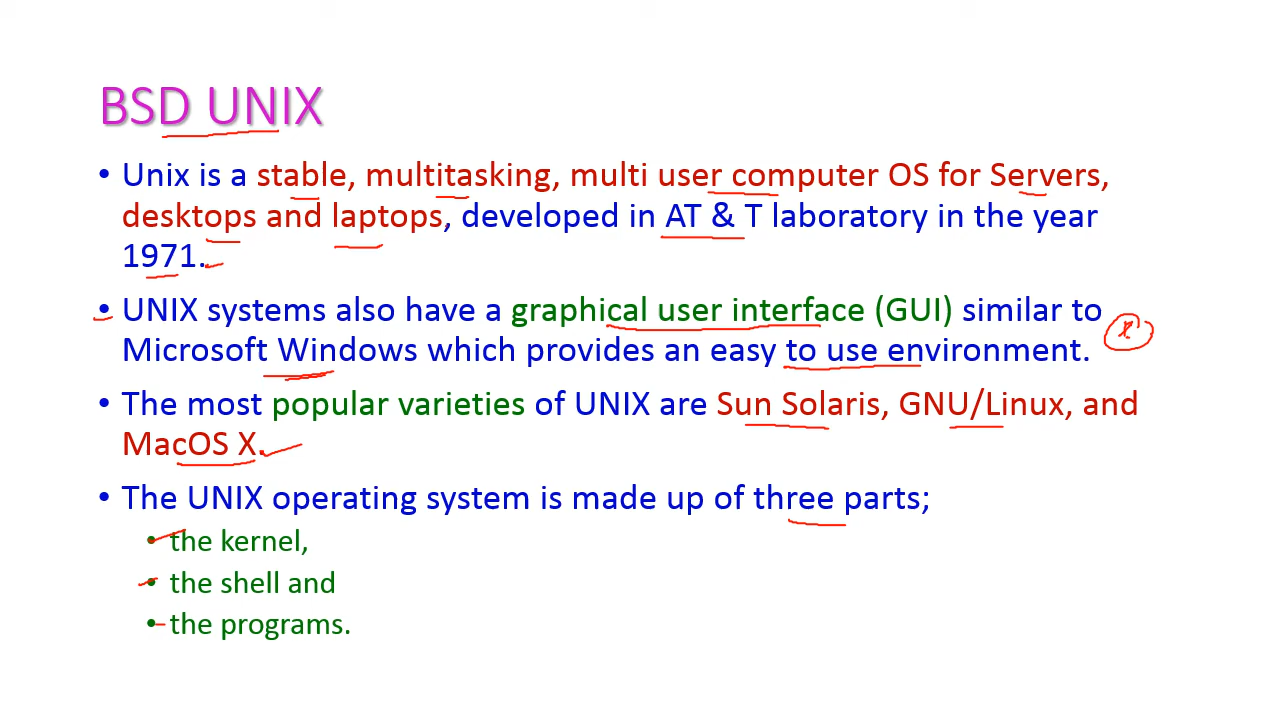 BSD UNIX
• Unix is a stable, multitasking, multi user computer OS for Servers,
desktops and laptops, developed in AT & T laboratory in the year
1971.
• UNIX systems also have a graphical user interface (GUI) similar to
Microsoft Windows which provides an easy to use environment.
• The most popular varieties of UNIX are Sun Solaris, GNU/Linux, and
MacOS X.
• The UNIX operating system is made up of three parts;
• the kernel,
• the shell and
• the programs.